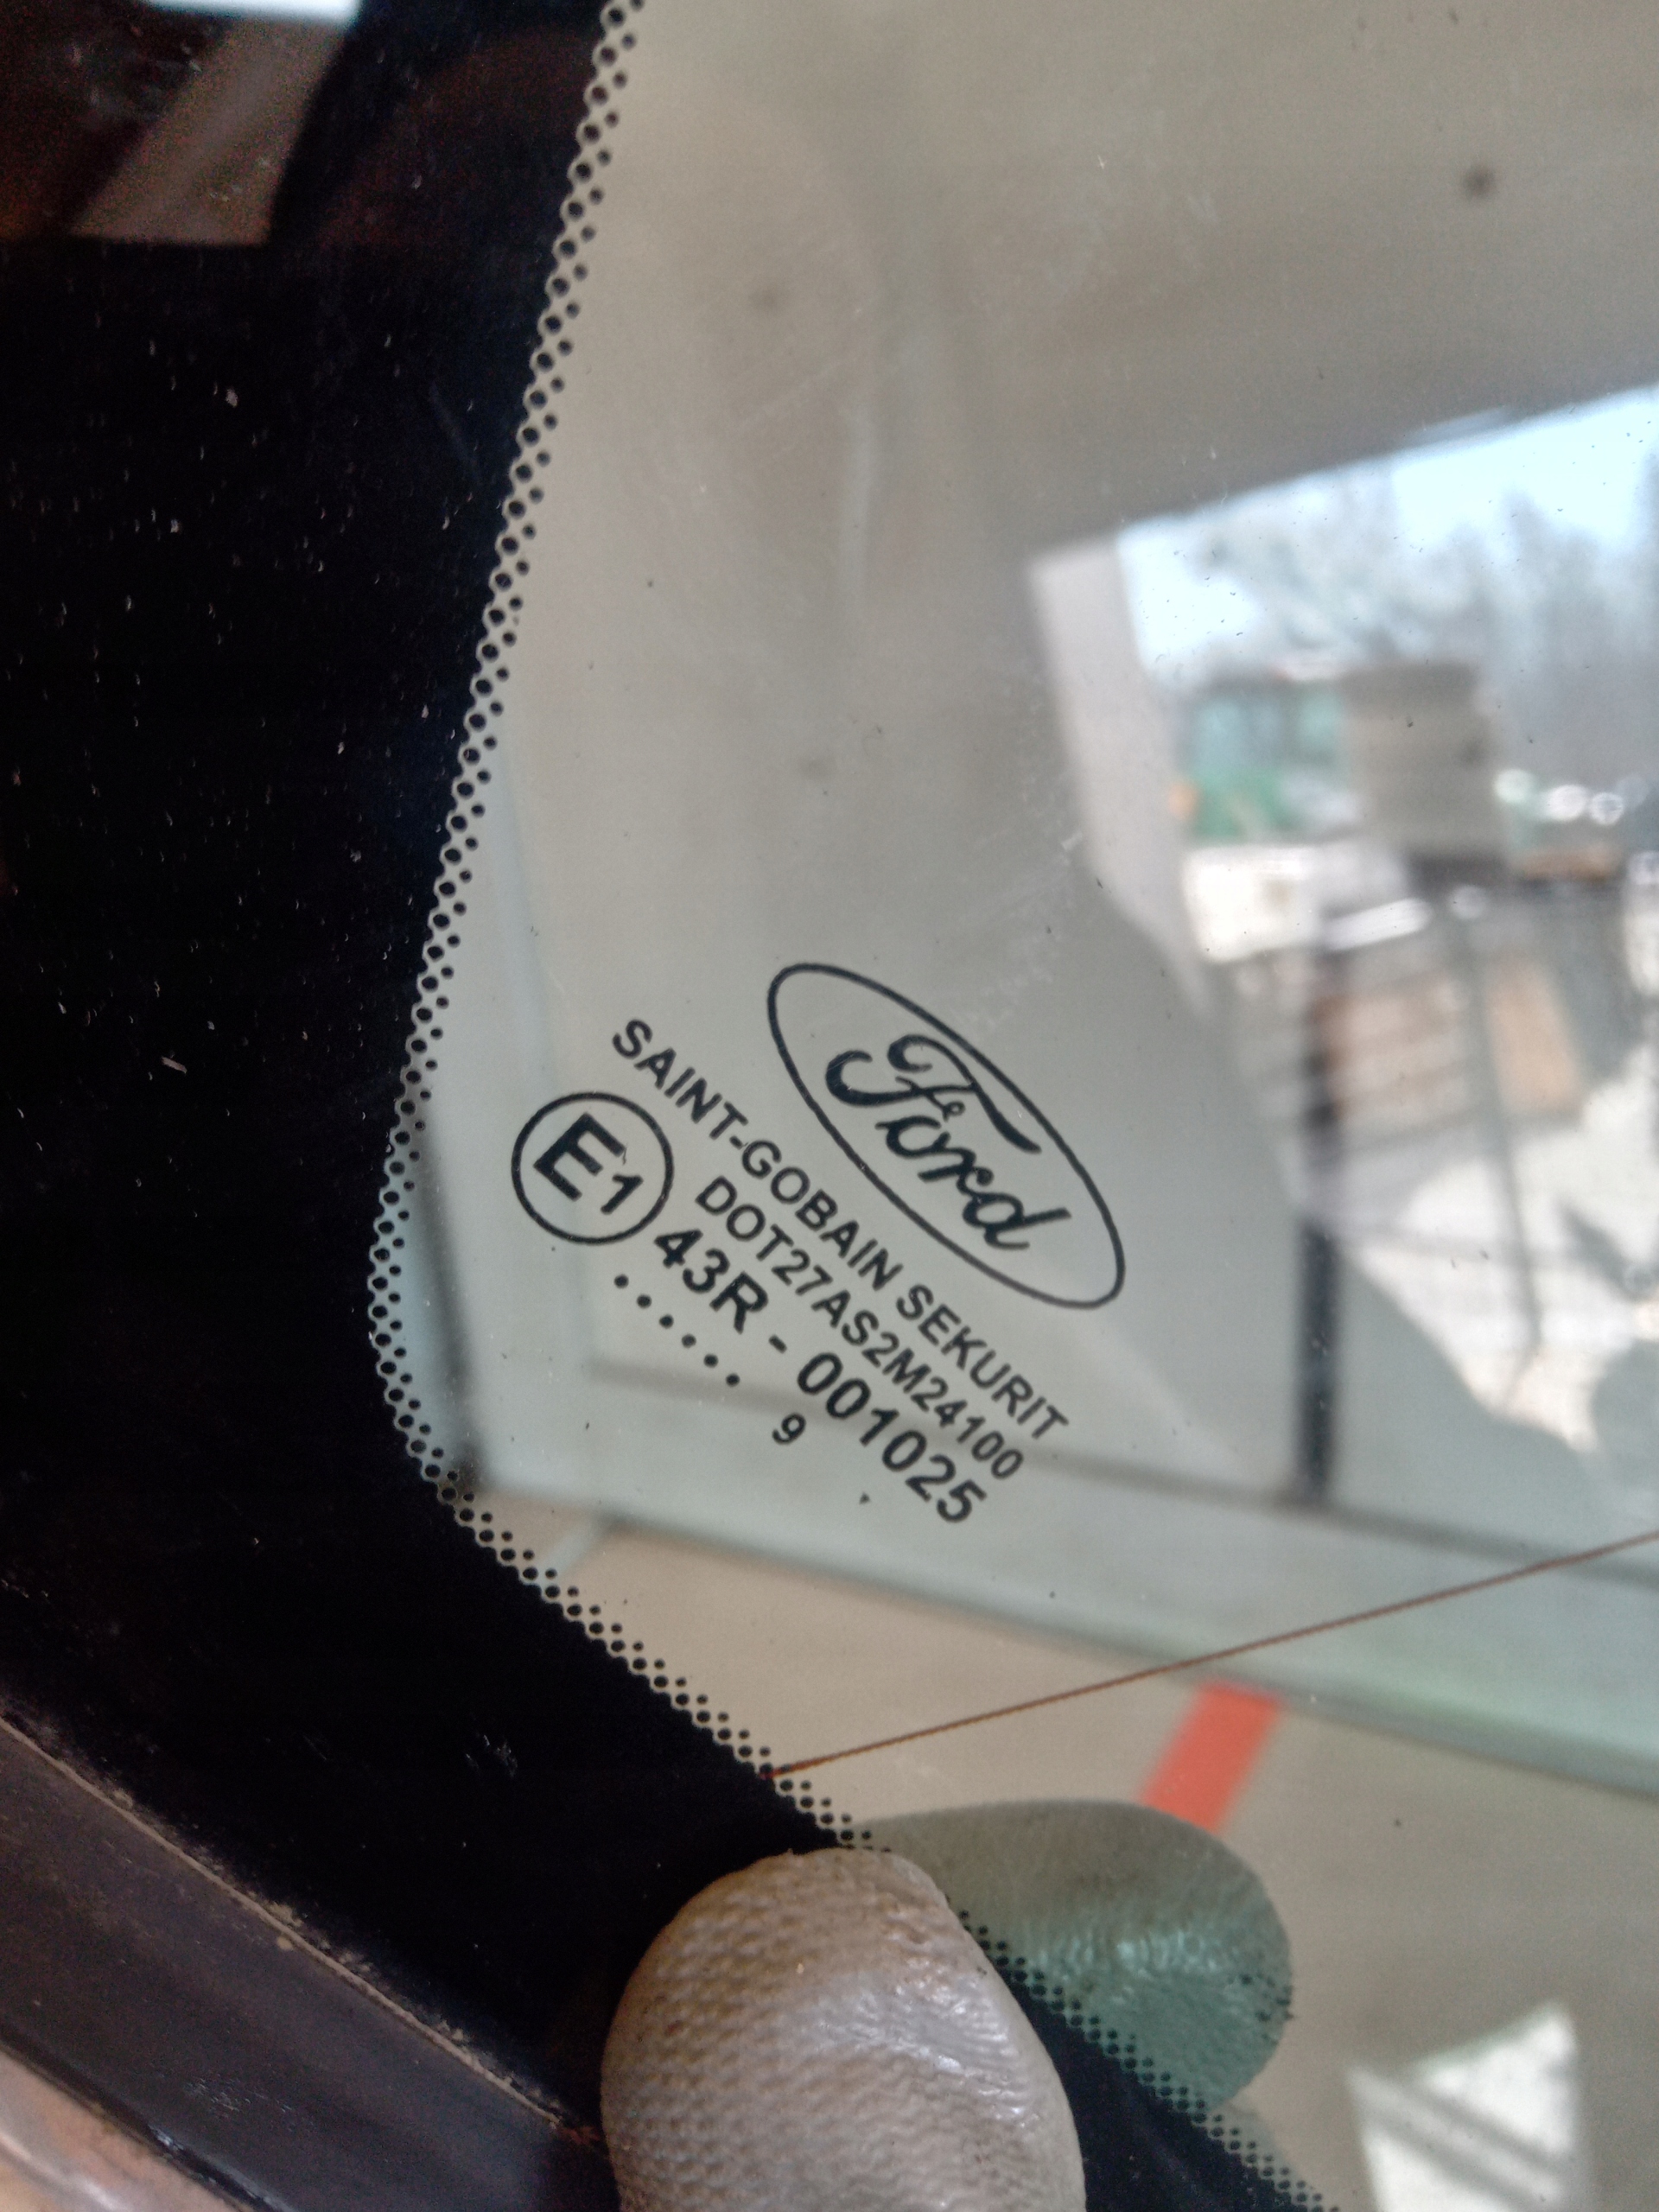 Ford
SAINT-GOBAIN SEKURIT
DOT27AS2M24100
E1 43R - 001025
. . . . . .
9